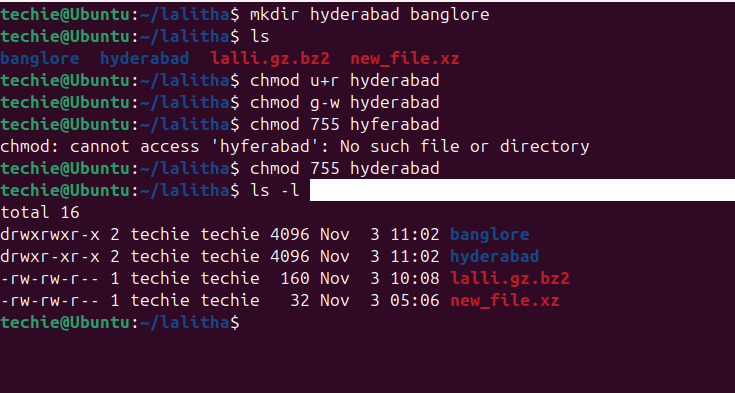 techie@Ubuntu:~/lalitha$ mkdir hyderabad banglore
techie@Ubuntu:~/lalitha$ ls
banglore  hyderabad  lalli.gz.bz2  new_file.xz
techie@Ubuntu:~/lalitha$ chmod u+r hyderabad
techie@Ubuntu:~/lalitha$ chmod g-w hyderabad
techie@Ubuntu:~/lalitha$ chmod 755 hyferabad
chmod: cannot access 'hyferabad': No such file or directory
techie@Ubuntu:~/lalitha$ chmod 755 hyderabad
techie@Ubuntu:~/lalitha$ ls -l
total 16
drwxrwxr-x 2 techie techie 4096 Nov  3 11:02 banglore
drwxr-xr-x 2 techie techie 4096 Nov  3 11:02 hyderabad
-rw-rw-r-- 1 techie techie  160 Nov  3 10:08 lalli.gz.bz2
-rw-rw-r-- 1 techie techie   32 Nov  3 05:06 new_file.xz
techie@Ubuntu:~/lalitha$